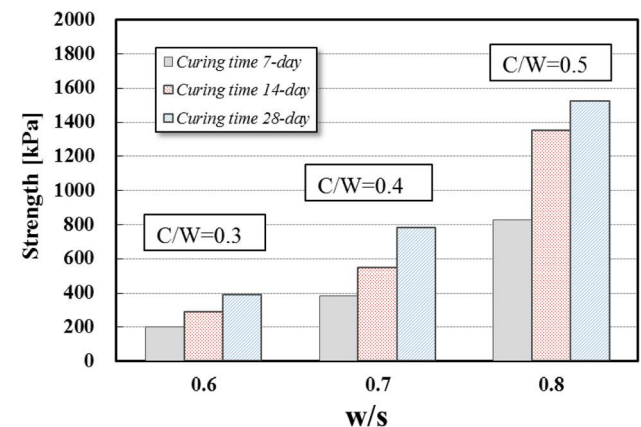 2000
1800
1600
1400
1200
1000
800
600
400
200
0
Strength [kPa]
Curing time 7-day
Curing time 14-day
Curing time 28-day
C/W=0.3
C/W=0.4
C/W=0.5
0.6
0.7
0.8
w/s